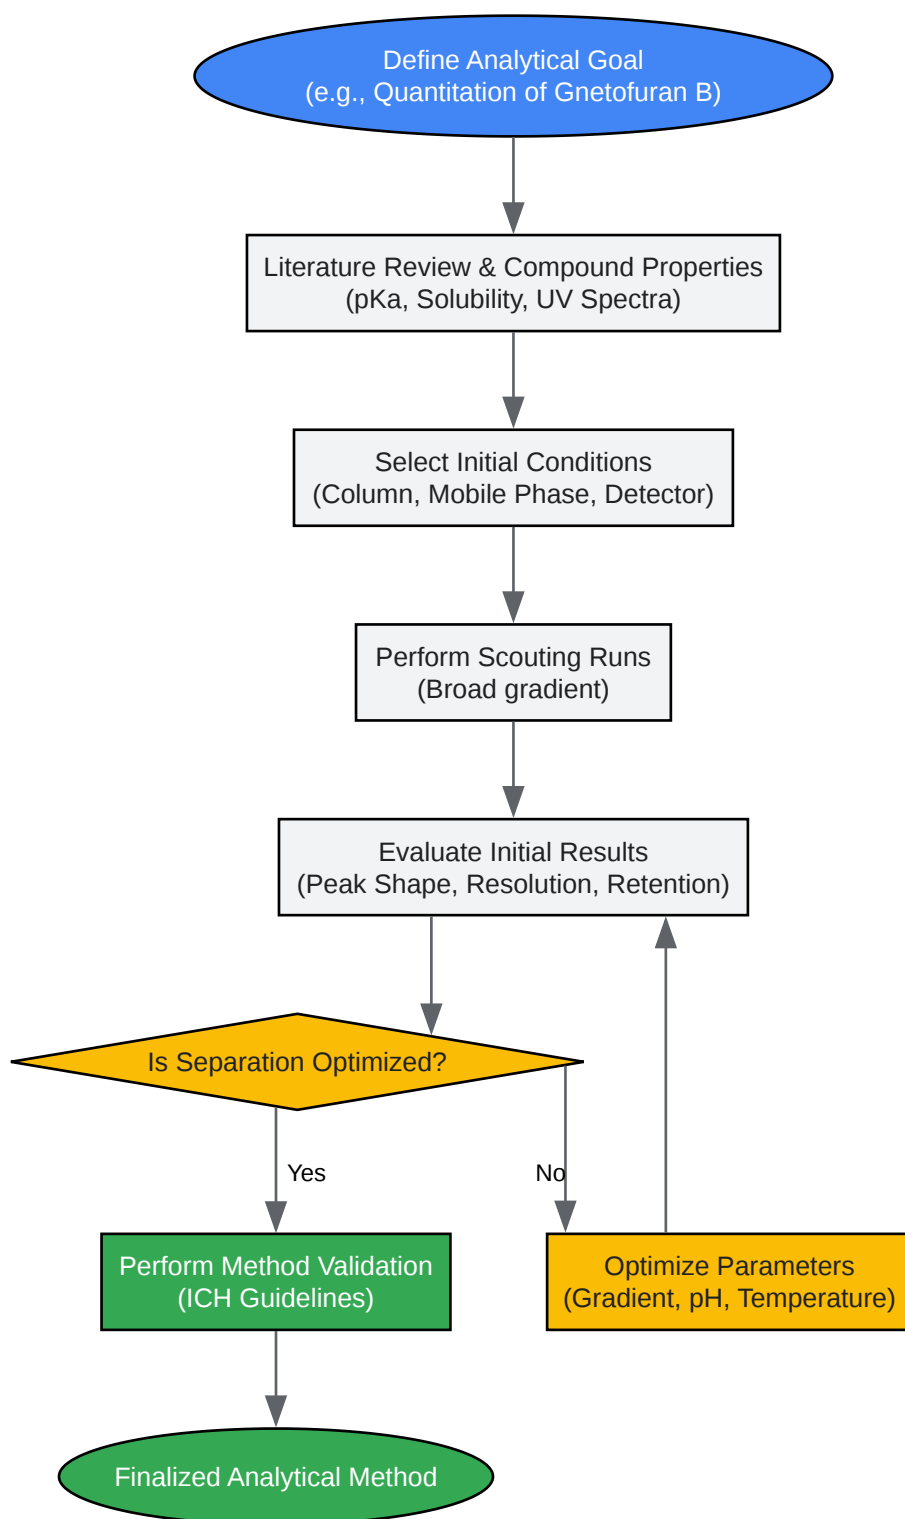 Define Analytical Goal
(e.g., Quantitation of Gnetofuran B)
Literature Review & Compound Properties
(pKa, Solubility, UV Spectra)
Select Initial Conditions
(Column, Mobile Phase, Detector)
Perform Scouting Runs
(Broad gradient)
Evaluate Initial Results
(Peak Shape, Resolution, Retention)
Is Separation Optimized?
Yes
No
Perform Method Validation
(ICH Guidelines)
Optimize Parameters
(Gradient, pH, Temperature)
Finalized Analytical Method